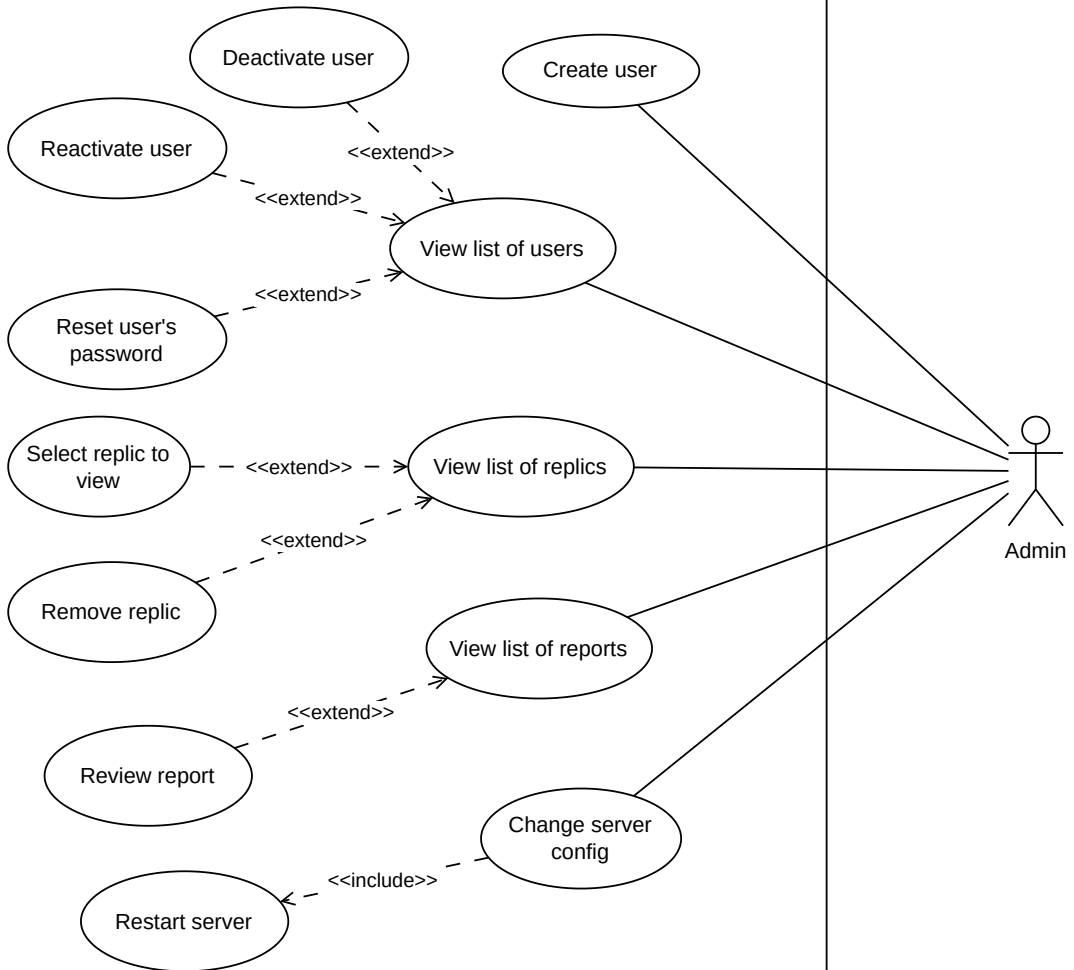 Deactivate user
Create user
Reactivate user
<<extend>>
<<extend>>
View list of users
<<extend>>
Reset user's
password
Select replic to
view
<<extend>>
View list of replics
<<extend>>
Admin
Remove replic
View list of reports
<<extend>>
Review report
Change server
config
<<include>>
Restart server